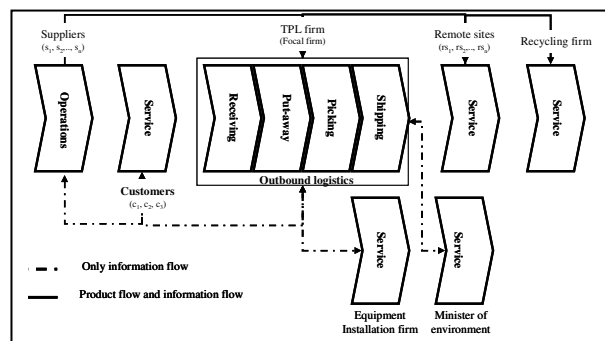 Suppliers
(s1, s2,.., sn)
TPL firm
(Focal firm)
Remote sites
(rs1, rs2,.., rsn)
Recycling firm
Operations
Service
Receiving
Put-away
Picking
Shipping
Service
Service
Outbound logistics
Customers
(c1, c2, c3)
Service
Service
Only information flow
Product flow and information flow
Equipment
Installation firm
Minister of
environment